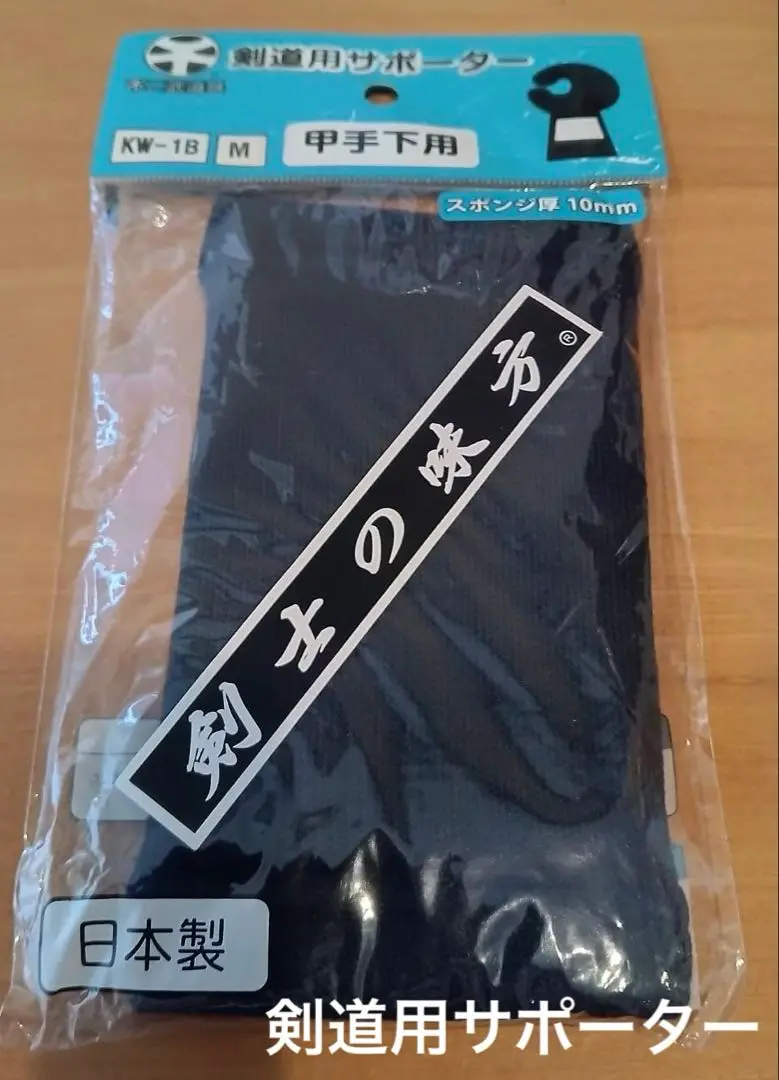 剣道用サポーター
KW-1B
M
甲手下用
スポンジ厚 10mm
剣士の味方®
日本製
剣道用サポーター